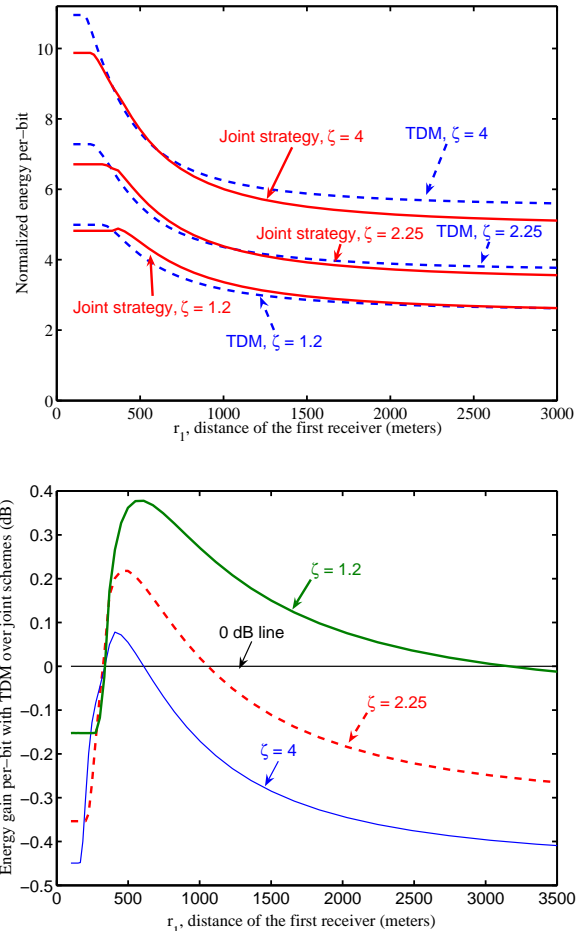 Normalized energy per−bit
10
8
6
4
2
0
Joint strategy, ζ = 4
TDM, ζ = 4
Joint strategy, ζ = 2.25
TDM, ζ = 2.25
Joint strategy, ζ = 1.2
TDM, ζ = 1.2
0 500 1000 1500 2000 2500 3000
r1, distance of the first receiver (meters)
Energy gain per−bit with TDM over joint schemes (dB)
0.4
0.3
0.2
0.1
0
−0.1
−0.2
−0.3
−0.4
−0.5
ζ = 1.2
0 dB line
ζ = 2.25
ζ = 4
0 500 1000 1500 2000 2500 3000 3500
r1, distance of the first receiver (meters)